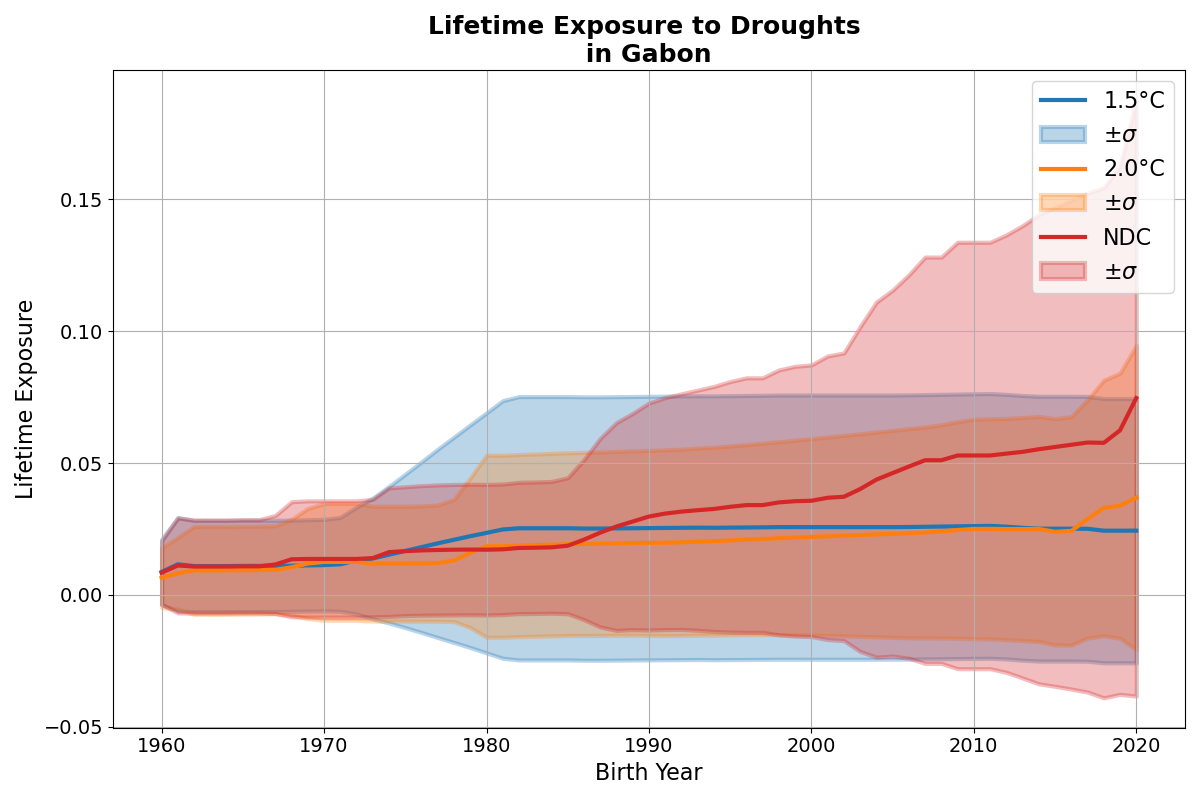 Lifetime Exposure to Droughts
in Gabon
1.5°C
±σ
2.0°C
±σ
NDC
±σ
Lifetime Exposure
0.15
0.10
0.05
0.00
−0.05
1960
1970
1980
1990
2000
2010
2020
Birth Year